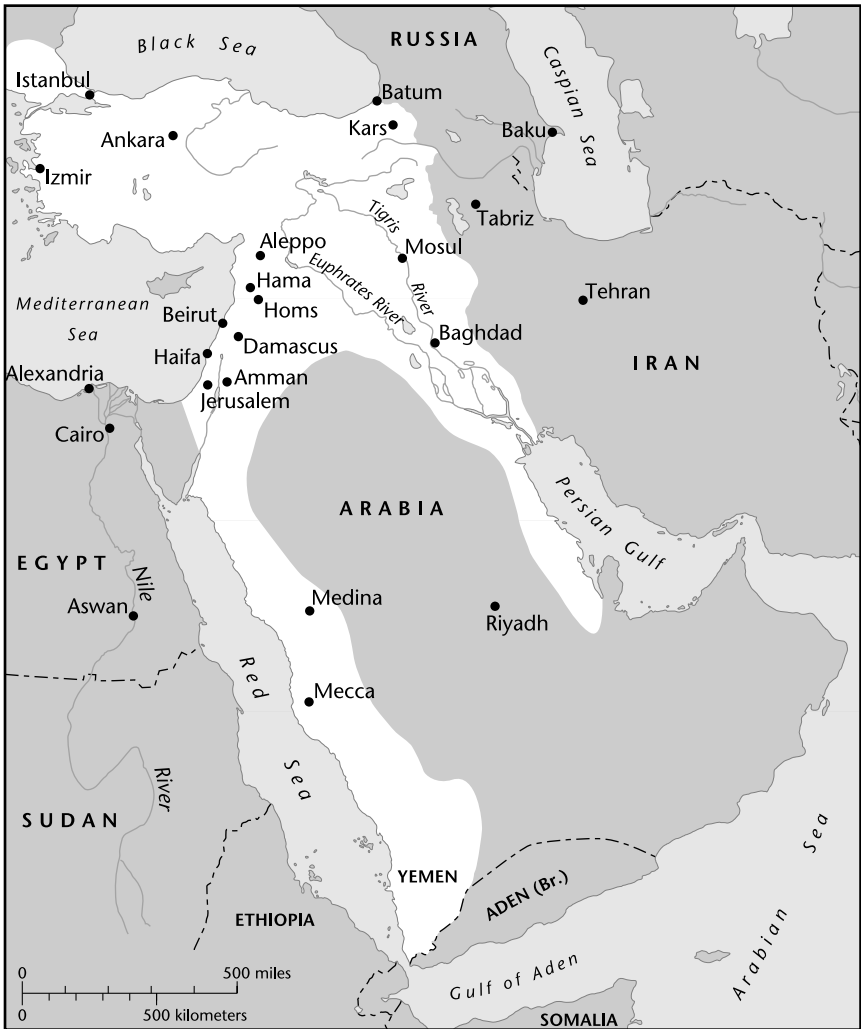 Black Sea
RUSSIA
Caspian Sea
Istanbul
Batum
Kars
Baku
Ankara
Izmir
Tabriz
Tigris
River
Aleppo
Mosul
Euphrates River
Hama
Homs
Tehran
Mediterranean
Sea
Beirut
Baghdad
Damascus
Haifa
IRAN
Alexandria
Amman
Jerusalem
Cairo
Persian Gulf
ARABIA
EGYPT
Nile
River
Medina
Aswan
Riyadh
Red
Sea
Mecca
SUDAN
YEMEN
ADEN (Br.)
Arabian
Sea
ETHIOPIA
Gulf of Aden
0 500 miles
0 500 kilometers
SOMALIA